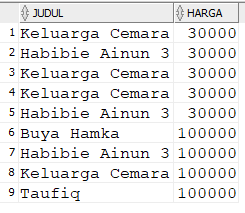 JUDUL HARGA
1 Keluarga Cemara 30000
2 Habibie Ainun 3 30000
3 Keluarga Cemara 30000
4 Keluarga Cemara 30000
5 Habibie Ainun 3 30000
6 Buya Hamka 100000
7 Habibie Ainun 3 100000
8 Keluarga Cemara 100000
9 Taufiq 100000